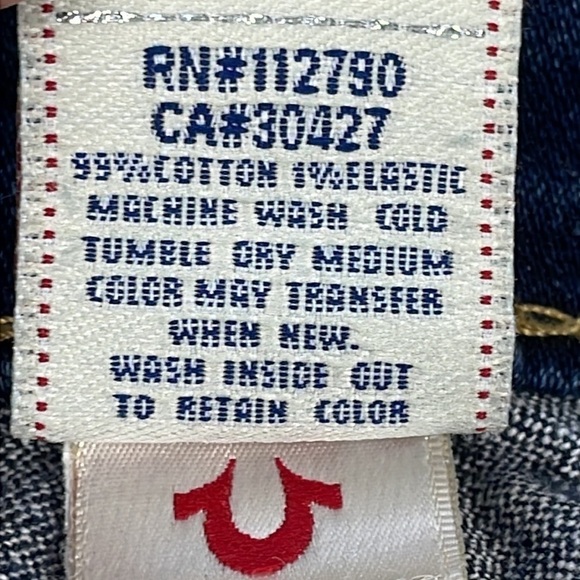 RN#112790
CA#30427
99%COTTON 1%ELASTIC
MACHINE WASH COLD
TUMBLE DRY MEDIUM
COLOR MAY TRANSFER
WHEN NEW.
WASH INSIDE OUT
TO RETAIN COLOR